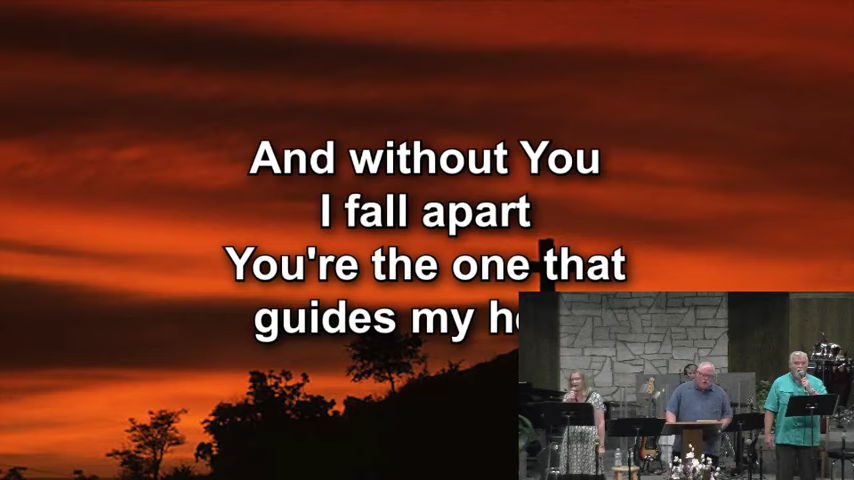 And without You
I fall apart
You're the one that
guides my